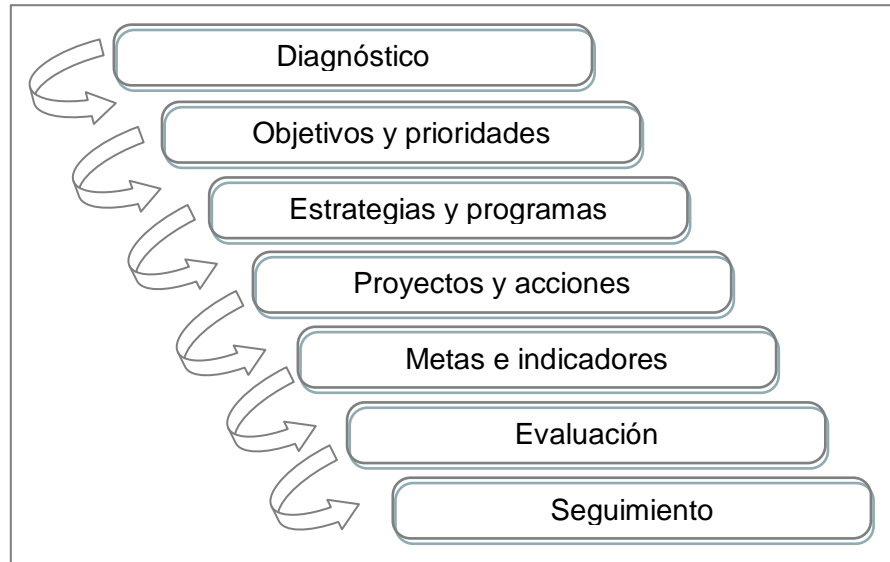 Diagnóstico
Objetivos y prioridades
Estrategias y programas
Proyectos y acciones
Metas e indicadores
Evaluación
Seguimiento